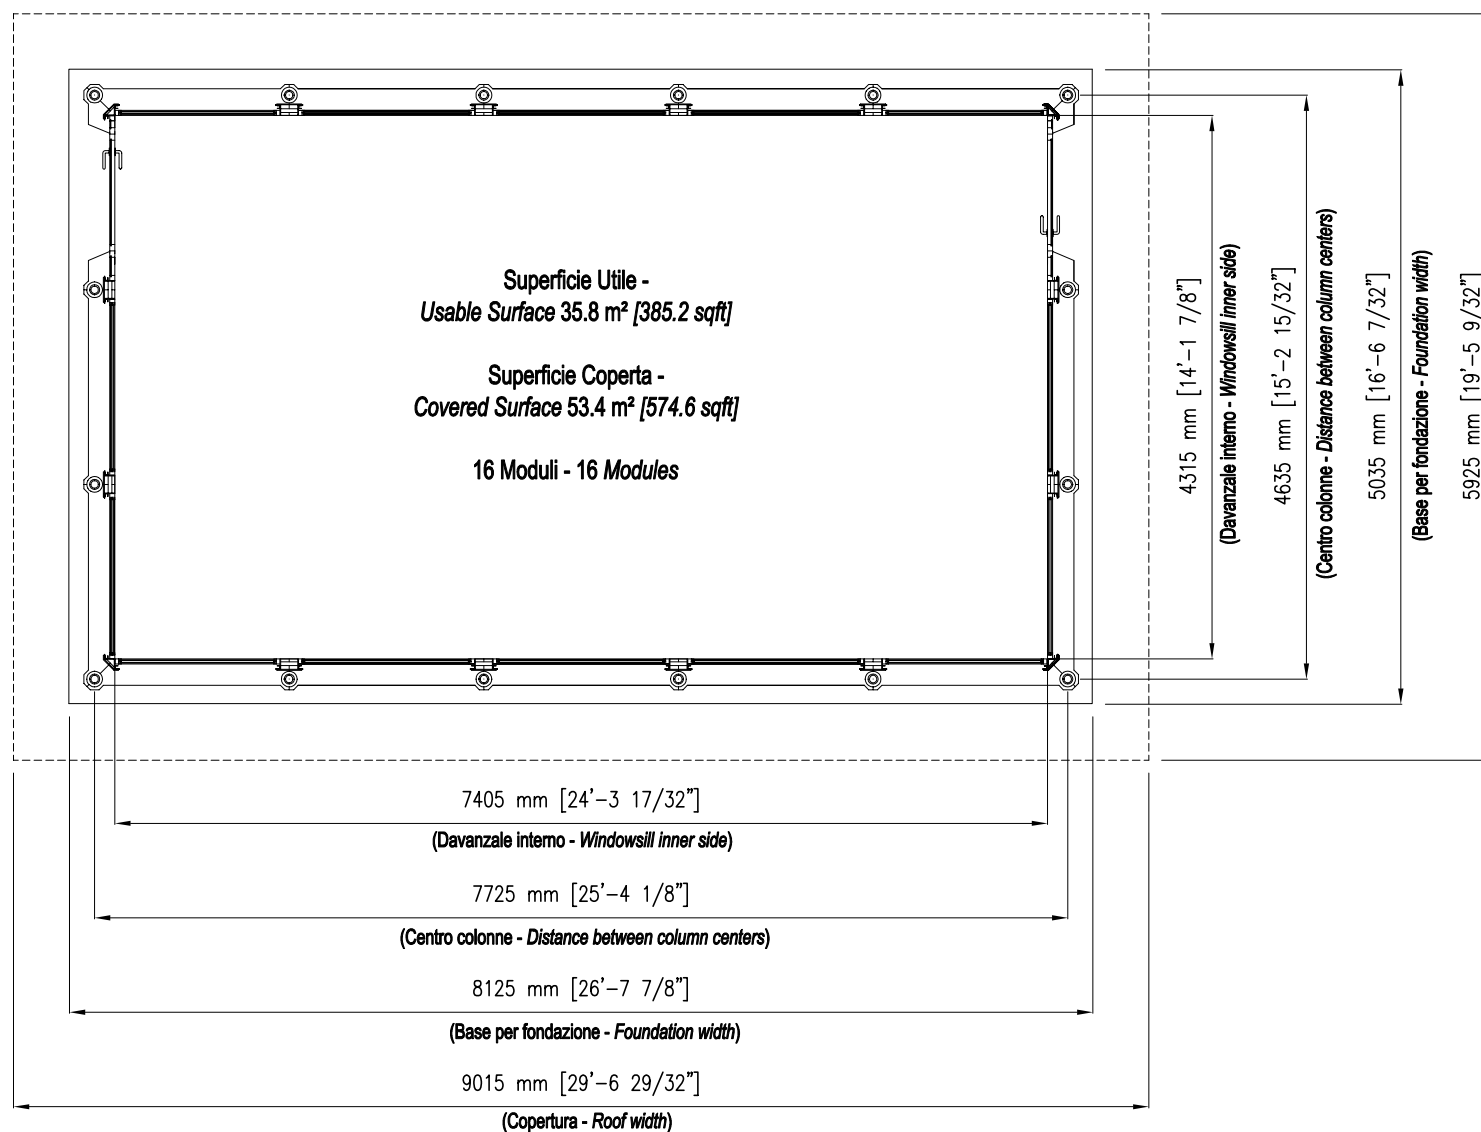 Superficie Utile -
Usable Surface 35.8 m² [385.2 sqft]
Superficie Coperta -
Covered Surface 53.4 m² [574.6 sqft]
16 Moduli - 16 Modules
4315 mm [14'-1 7/8"]
(Davanzale interno - Windowsill inner side)
4635 mm [15'-2 15/32"]
(Centro colonne - Distance between column centers)
5035 mm [16'-6 7/32"]
(Base per fondazione - Foundation width)
5925 mm [19'-5 9/32"]
7405 mm [24'-3 17/32"]
(Davanzale interno - Windowsill inner side)
7725 mm [25'-4 1/8"]
(Centro colonne - Distance between column centers)
8125 mm [26'-7 7/8"]
(Base per fondazione - Foundation width)
9015 mm [29'-6 29/32"]
(Copertura - Roof width)